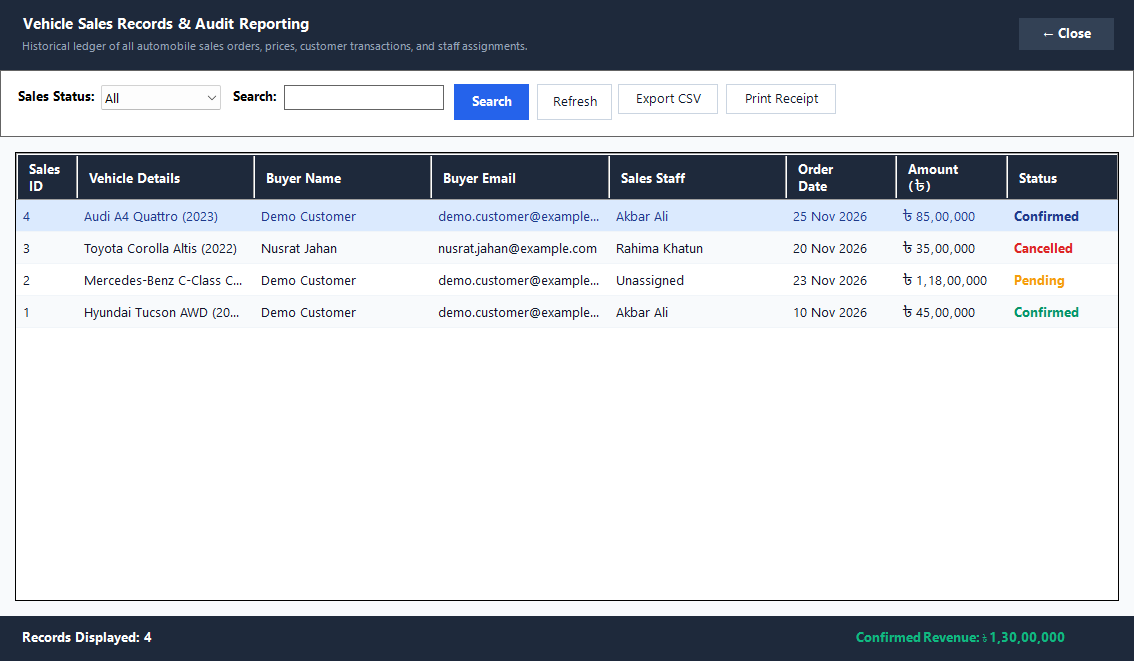 Vehicle Sales Records & Audit Reporting
Historical ledger of all automobile sales orders, prices, customer transactions, and staff assignments.
← Close
Sales Status: All Search: Search Refresh Export CSV Print Receipt
Sales ID Vehicle Details Buyer Name Buyer Email Sales Staff Order Date Amount (৳) Status
4 Audi A4 Quattro (2023) Demo Customer demo.customer@example... Akbar Ali 25 Nov 2026 ৳ 85,00,000 Confirmed
3 Toyota Corolla Altis (2022) Nusrat Jahan nusrat.jahan@example.com Rahima Khatun 20 Nov 2026 ৳ 35,00,000 Cancelled
2 Mercedes-Benz C-Class C... Demo Customer demo.customer@example... Unassigned 23 Nov 2026 ৳ 1,18,00,000 Pending
1 Hyundai Tucson AWD (20... Demo Customer demo.customer@example... Akbar Ali 10 Nov 2026 ৳ 45,00,000 Confirmed
Records Displayed: 4 Confirmed Revenue: ৳ 1,30,00,000